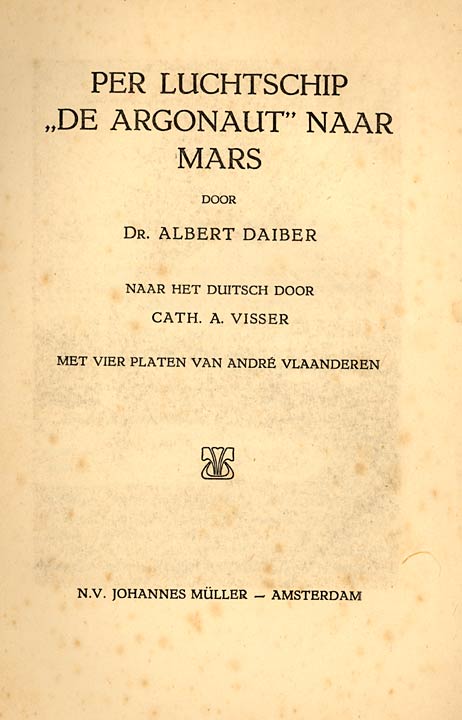 PER LUCHTSCHIP
„DE ARGONAUT” NAAR
MARS
DOOR
DR. ALBERT DAIBER
NAAR HET DUITSCH DOOR
CATH. A. VISSER
MET VIER PLATEN VAN ANDRÉ VLAANDEREN
N.V. JOHANNES MÜLLER — AMSTERDAM